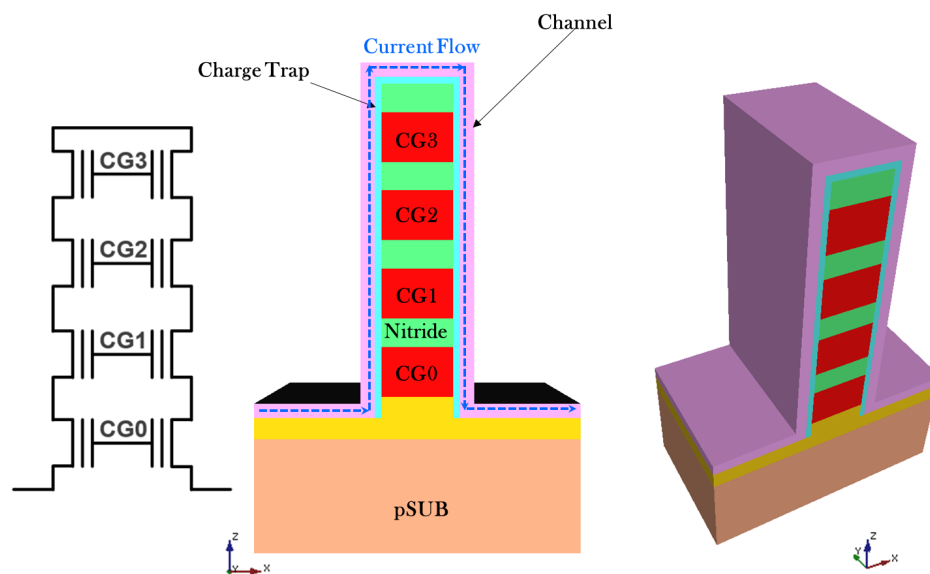 CG3
CG2
CG1
CG0
Current Flow
Channel
Charge Trap
CG3
CG2
CG1
Nitride
CG0
pSUB
Z
Y
X
Z
Y
X